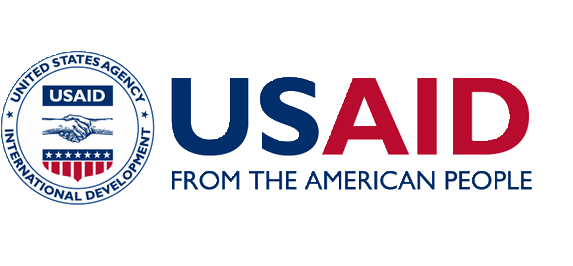 UNITED STATES AGENCY
USAID
INTERNATIONAL DEVELOPMENT
USAID
FROM THE AMERICAN PEOPLE